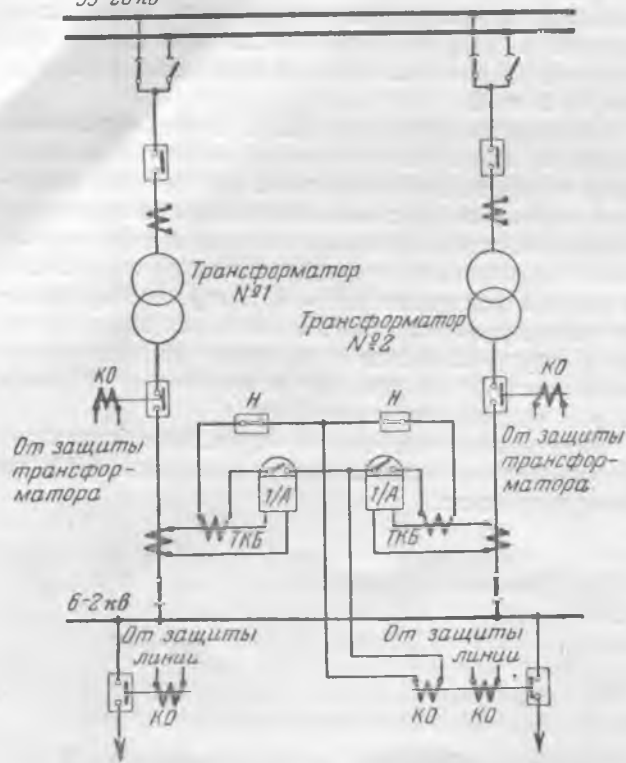 Трансформатор
№1
Трансформатор
№2
КО
КО
Н
Н
От защиты
трансфор-
матора
От защиты
трансфор-
матора
1/А
1/А
ТКБ
ТКБ
6-2 кв
От защиты
линии
От защиты
линии
КО
КО
КО